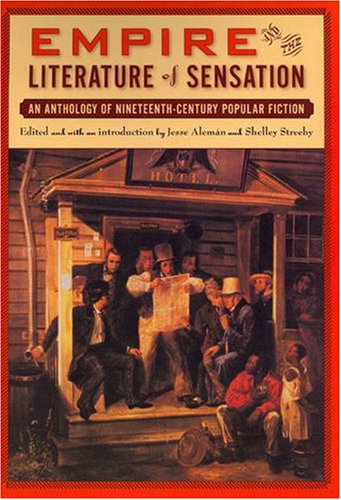 EMPIRE AND THE
LITERATURE of SENSATION
AN ANTHOLOGY OF NINETEENTH-CENTURY POPULAR FICTION
Edited and with an introduction by Jesse Alemán and Shelley Streeby
HOTEL